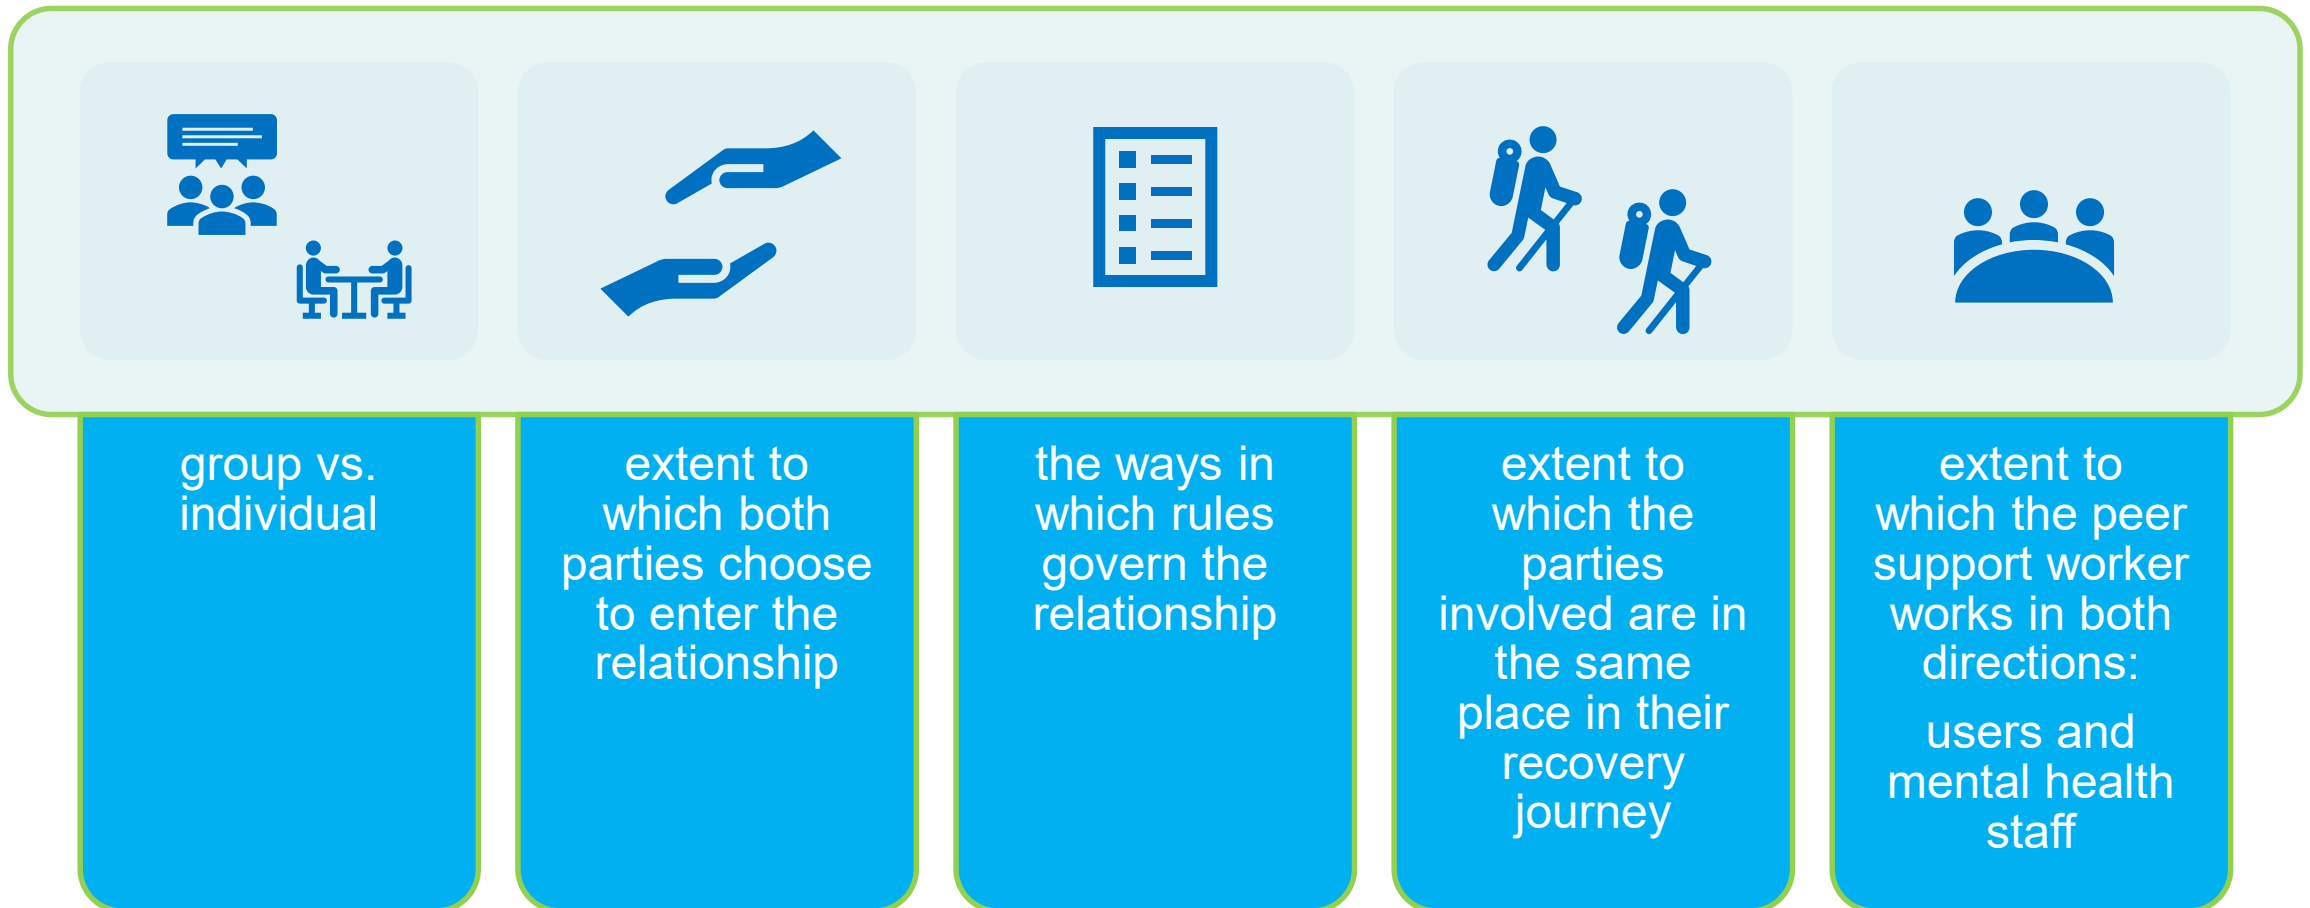 group vs.
individual
extent to
which both
parties choose
to enter the
relationship
the ways in
which rules
govern the
relationship
extent to
which the
parties
involved are in
the same
place in their
recovery
journey
extent to
which the peer
support worker
works in both
directions:
users and
mental health
staff